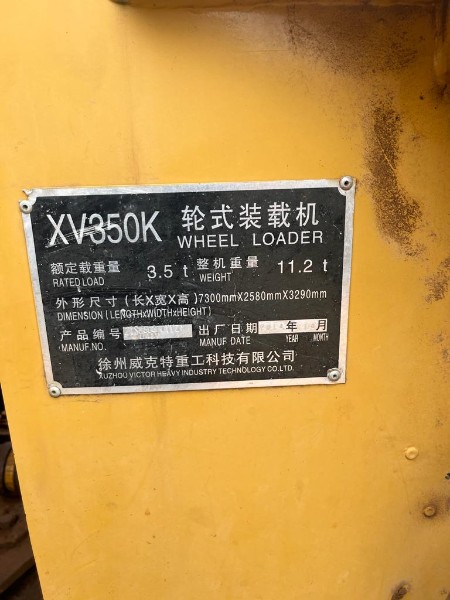 XV350K 轮式装载机
WHEEL LOADER
额定载重量 3.5 t 整机重量 11.2 t
RATED LOAD WEIGHT
外形尺寸(长X宽X高)7300mmX2580mmX3290mm
DIMENSION(LENGTHxWIDTHxHEIGHT)
产品编号 出厂日期 年 月
MANUF.NO. MANUF DATE YEAR MONTH
徐州威克特重工科技有限公司
XUZHOU VICTOR HEAVY INDUSTRY TECHNOLOGY CO.LTD.